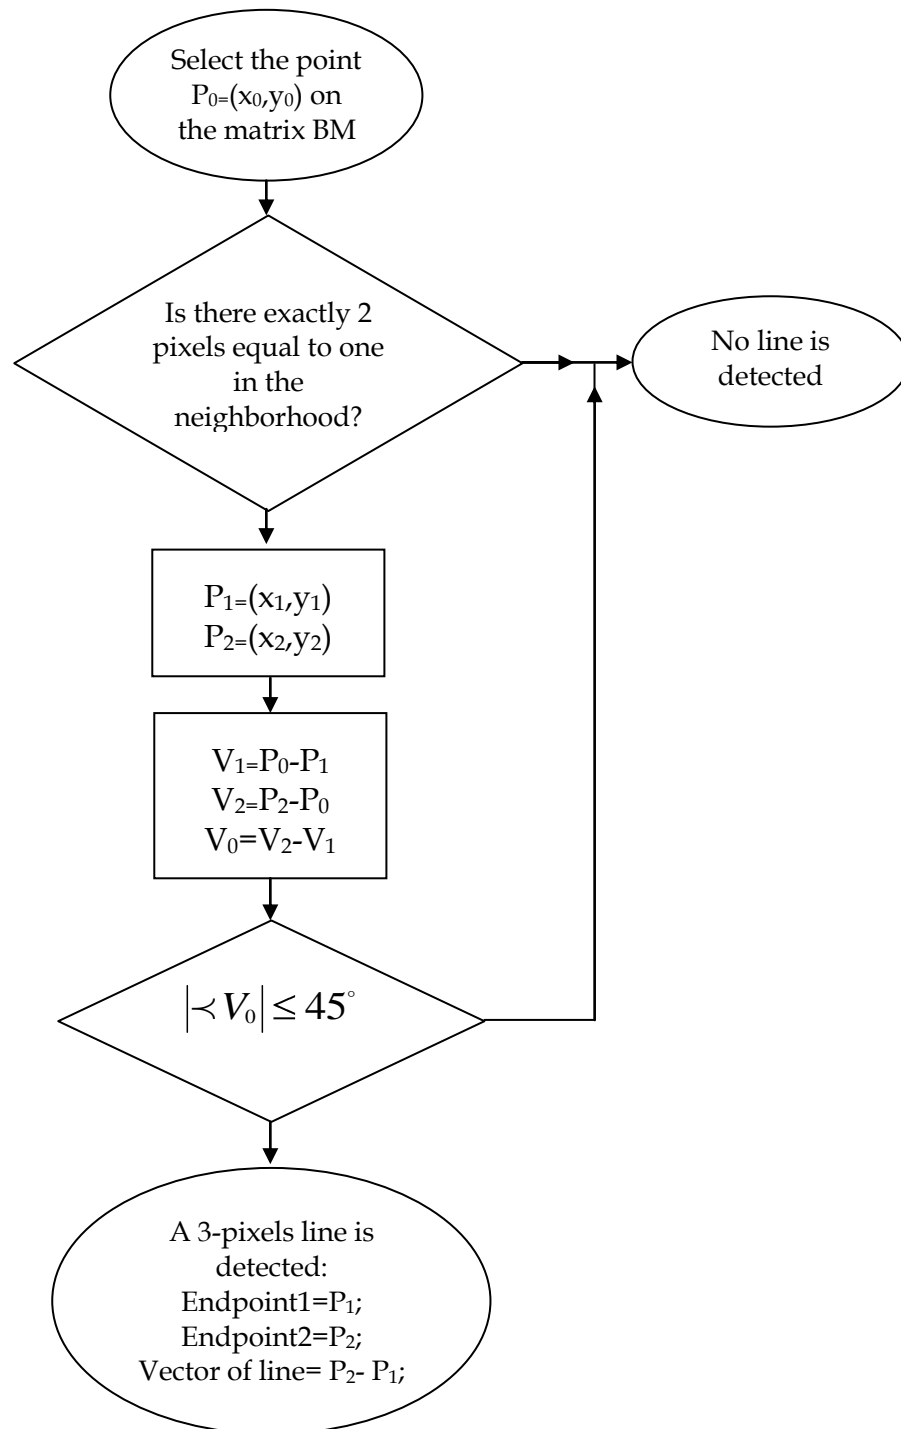 Select the point
P₀=(x₀,y₀) on
the matrix BM
Is there exactly 2
pixels equal to one
in the
neighborhood?
No line is
detected
P₁=(x₁,y₁)
P₂=(x₂,y₂)
V₁=P₀-P₁
V₂=P₂-P₀
V₀=V₂-V₁
|≺V₀| ≤ 45°
A 3-pixels line is
detected:
Endpoint1=P₁;
Endpoint2=P₂;
Vector of line= P₂- P₁;